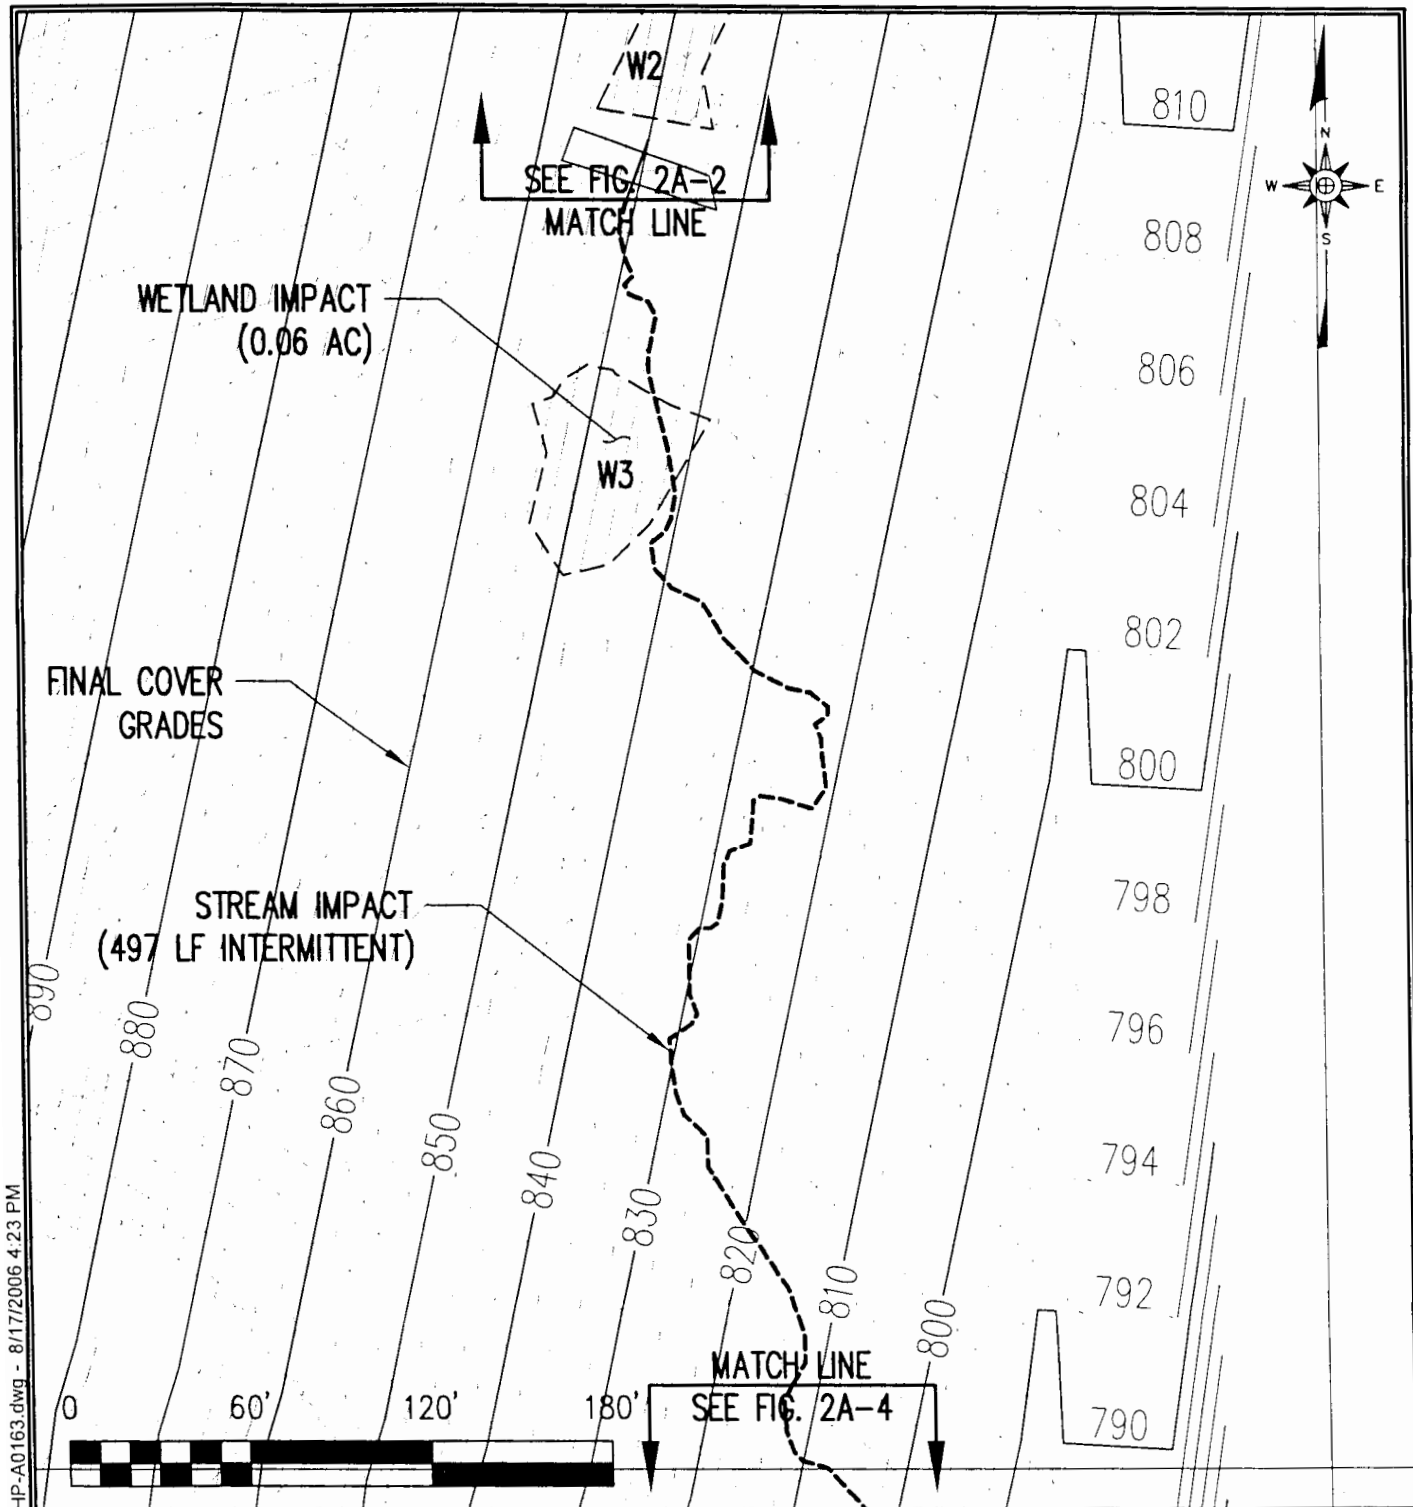 W2
810
N
SEE FIG. 2A-2
W E
MATCH LINE
808
S
WETLAND IMPACT
(0.06 AC)
806
W3
804
802
FINAL COVER
GRADES
800
STREAM IMPACT
(497 LF INTERMITTENT)
798
890
880
796
870
860
850
794
840
830
820
810
792
800
MATCH LINE
0 60' 120' 180'
SEE FIG. 2A-4
790
HP-A0163.dwg - 8/17/2006 4:23 PM